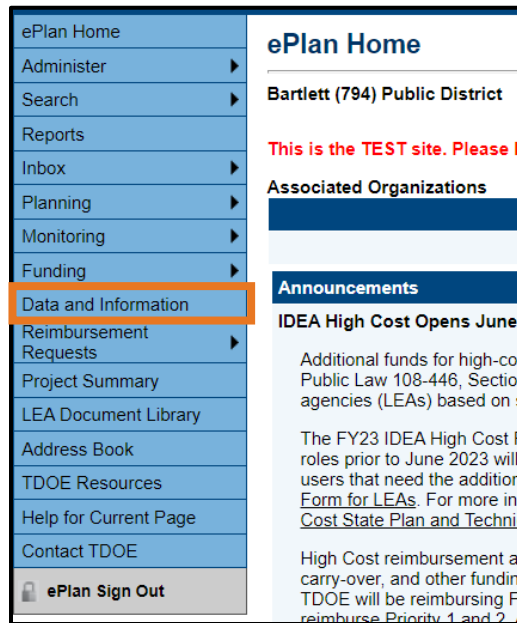 ePlan Home
Administer
Search
Reports
Inbox
Planning
Monitoring
Funding
Data and Information
Reimbursement
Requests
Project Summary
LEA Document Library
Address Book
TDOE Resources
Help for Current Page
Contact TDOE
ePlan Sign Out
ePlan Home
Bartlett (794) Public District
This is the TEST site. Please
Associated Organizations
Announcements
IDEA High Cost Opens June
Additional funds for high-co
Public Law 108-446, Sectio
agencies (LEAs) based on
The FY23 IDEA High Cost
roles prior to June 2023 will
users that need the addition
Form for LEAs. For more in
Cost State Plan and Techni
High Cost reimbursement a
carry-over, and other fundin
TDOE will be reimbursing F
reimburse Priority 1 and 2.